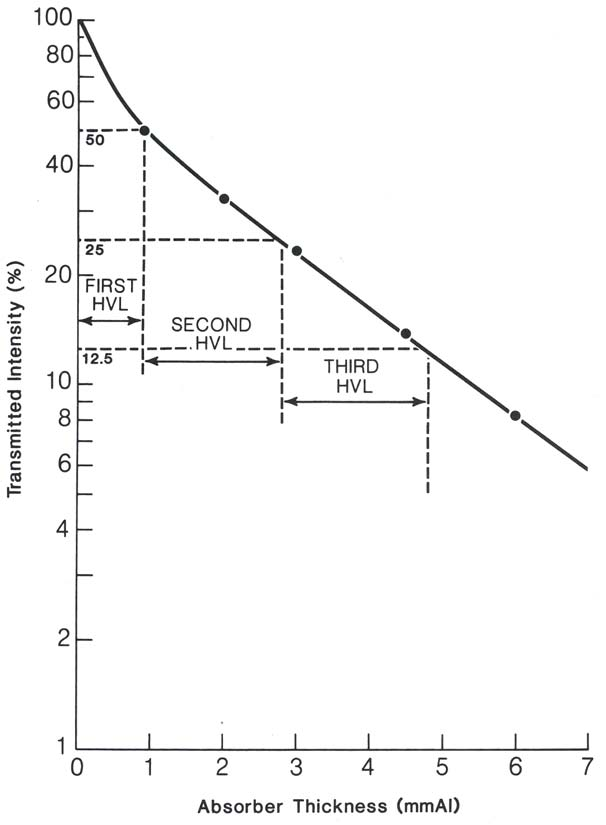 100
80
60
50
40
25
20
FIRST
HVL
SECOND
HVL
12.5
THIRD
HVL
10
8
6
4
2
1
Transmitted Intensity (%)
0 1 2 3 4 5 6 7
Absorber Thickness (mmAl)